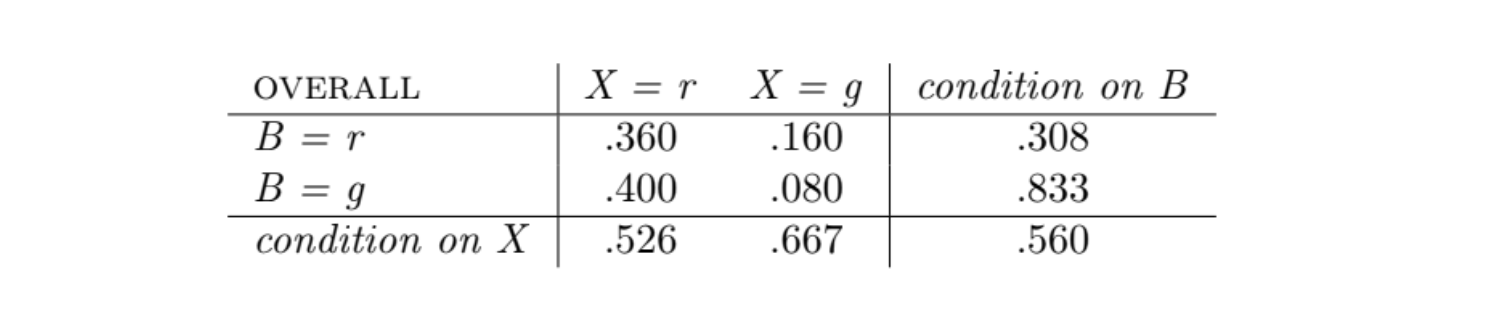 OVERALL X = r X = g condition on B
B = r .360 .160 .308
B = g .400 .080 .833
condition on X .526 .667 .560